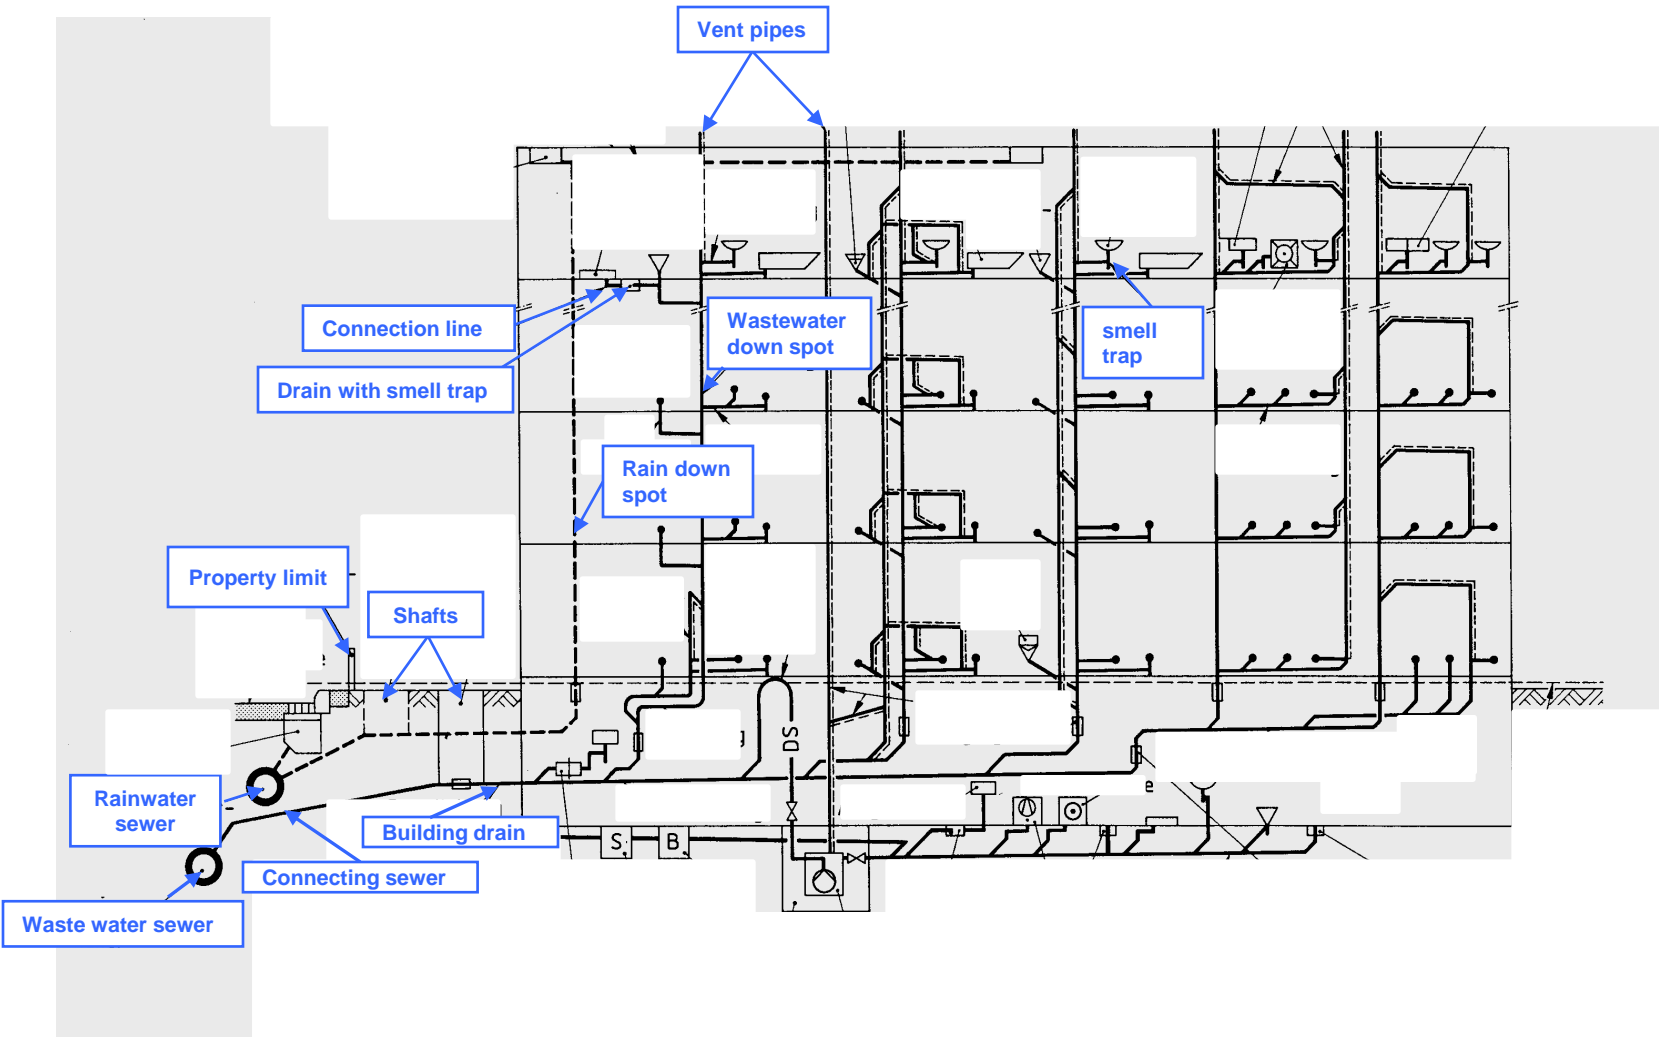 Vent pipes
Connection line
Wastewater
down spot
smell
trap
Drain with smell trap
Rain down
spot
Property limit
Shafts
DS
Rainwater
sewer
Building drain
S
B
e
Connecting sewer
Waste water sewer